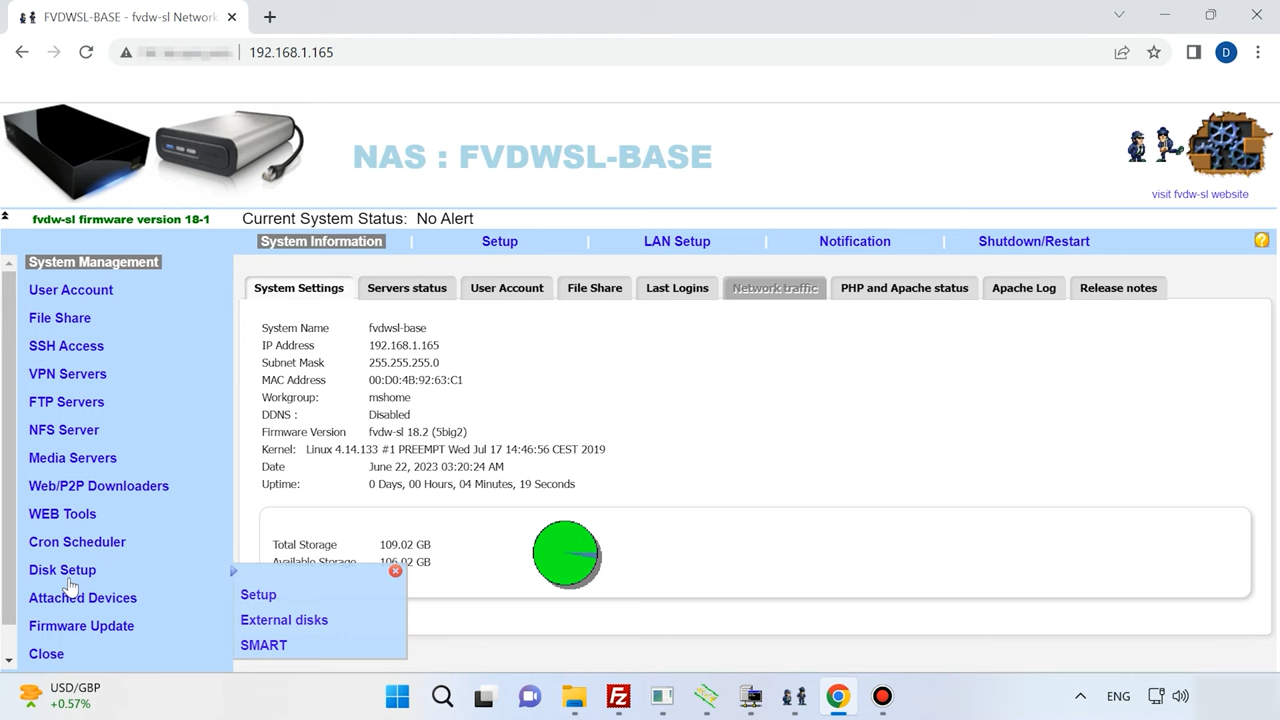 FVDWSL-BASE - fvdw-sl Network
192.168.1.165
NAS : FVDWSL-BASE
visit fvdw-sl website
fvdw-sl firmware version 18-1
Current System Status: No Alert
System Information | Setup | LAN Setup | Notification | Shutdown/Restart
System Management
User Account
File Share
SSH Access
VPN Servers
FTP Servers
NFS Server
Media Servers
Web/P2P Downloaders
WEB Tools
Cron Scheduler
Disk Setup
Attached Devices
Firmware Update
Close
System Settings Servers status User Account File Share Last Logins Network traffic PHP and Apache status Apache Log Release notes
System Name fvdwsl-base
IP Address 192.168.1.165
Subnet Mask 255.255.255.0
MAC Address 00:D0:4B:92:63:C1
Workgroup: mshome
DDNS : Disabled
Firmware Version fvdw-sl 18.2 (5big2)
Kernel: Linux 4.14.133 #1 PREEMPT Wed Jul 17 14:46:56 CEST 2019
Date June 22, 2023 03:20:24 AM
Uptime: 0 Days, 00 Hours, 04 Minutes, 19 Seconds
Total Storage 109.02 GB
Available Storage 106.02 GB
Setup
External disks
SMART
USD/GBP
+0.57%
ENG